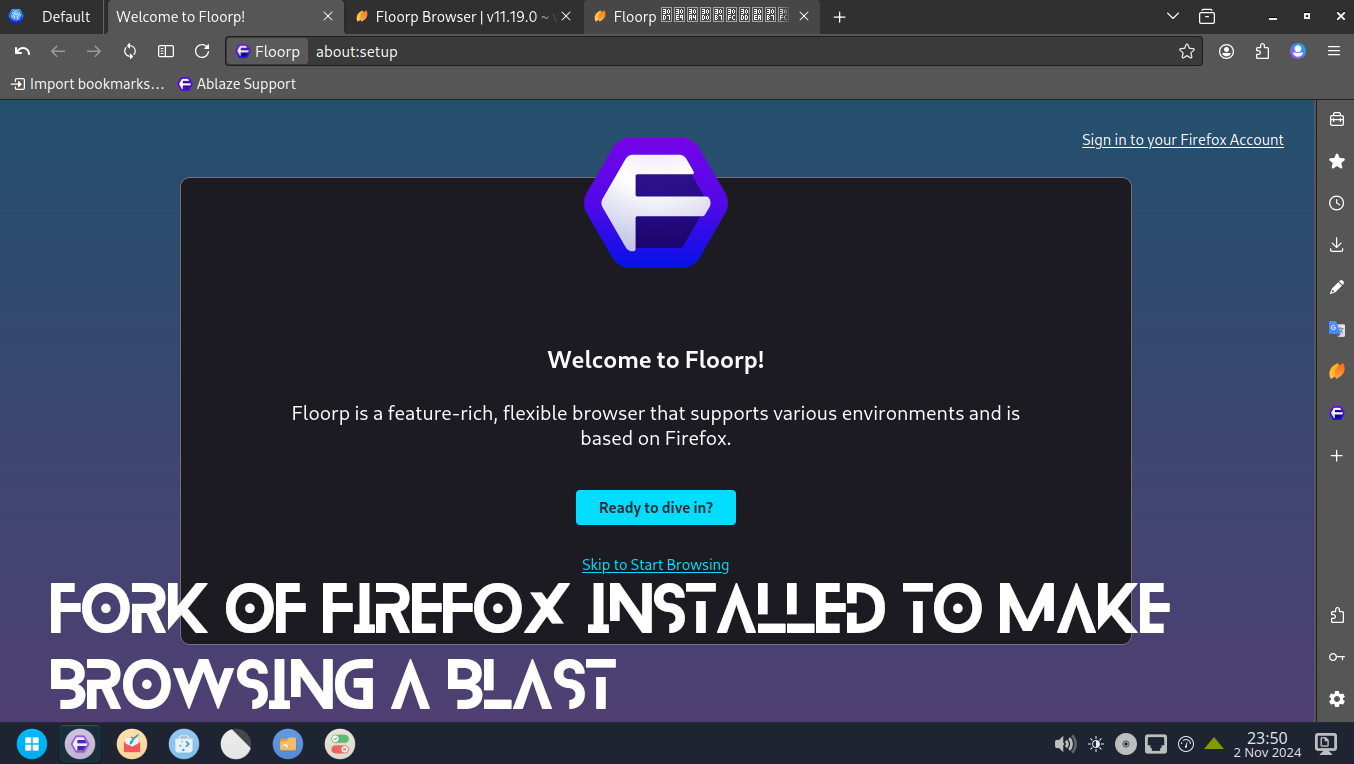 Default
Welcome to Floorp!
Floorp Browser | v11.19.0 ~
Floorp
Floorp
about:setup
Import bookmarks…
Ablaze Support
Sign in to your Firefox Account
Welcome to Floorp!
Floorp is a feature-rich, flexible browser that supports various environments and is
based on Firefox.
Ready to dive in?
Skip to Start Browsing
FORK OF FIREFOX INSTALLED TO MAKE
BROWSING A BLAST
23:50
2 Nov 2024